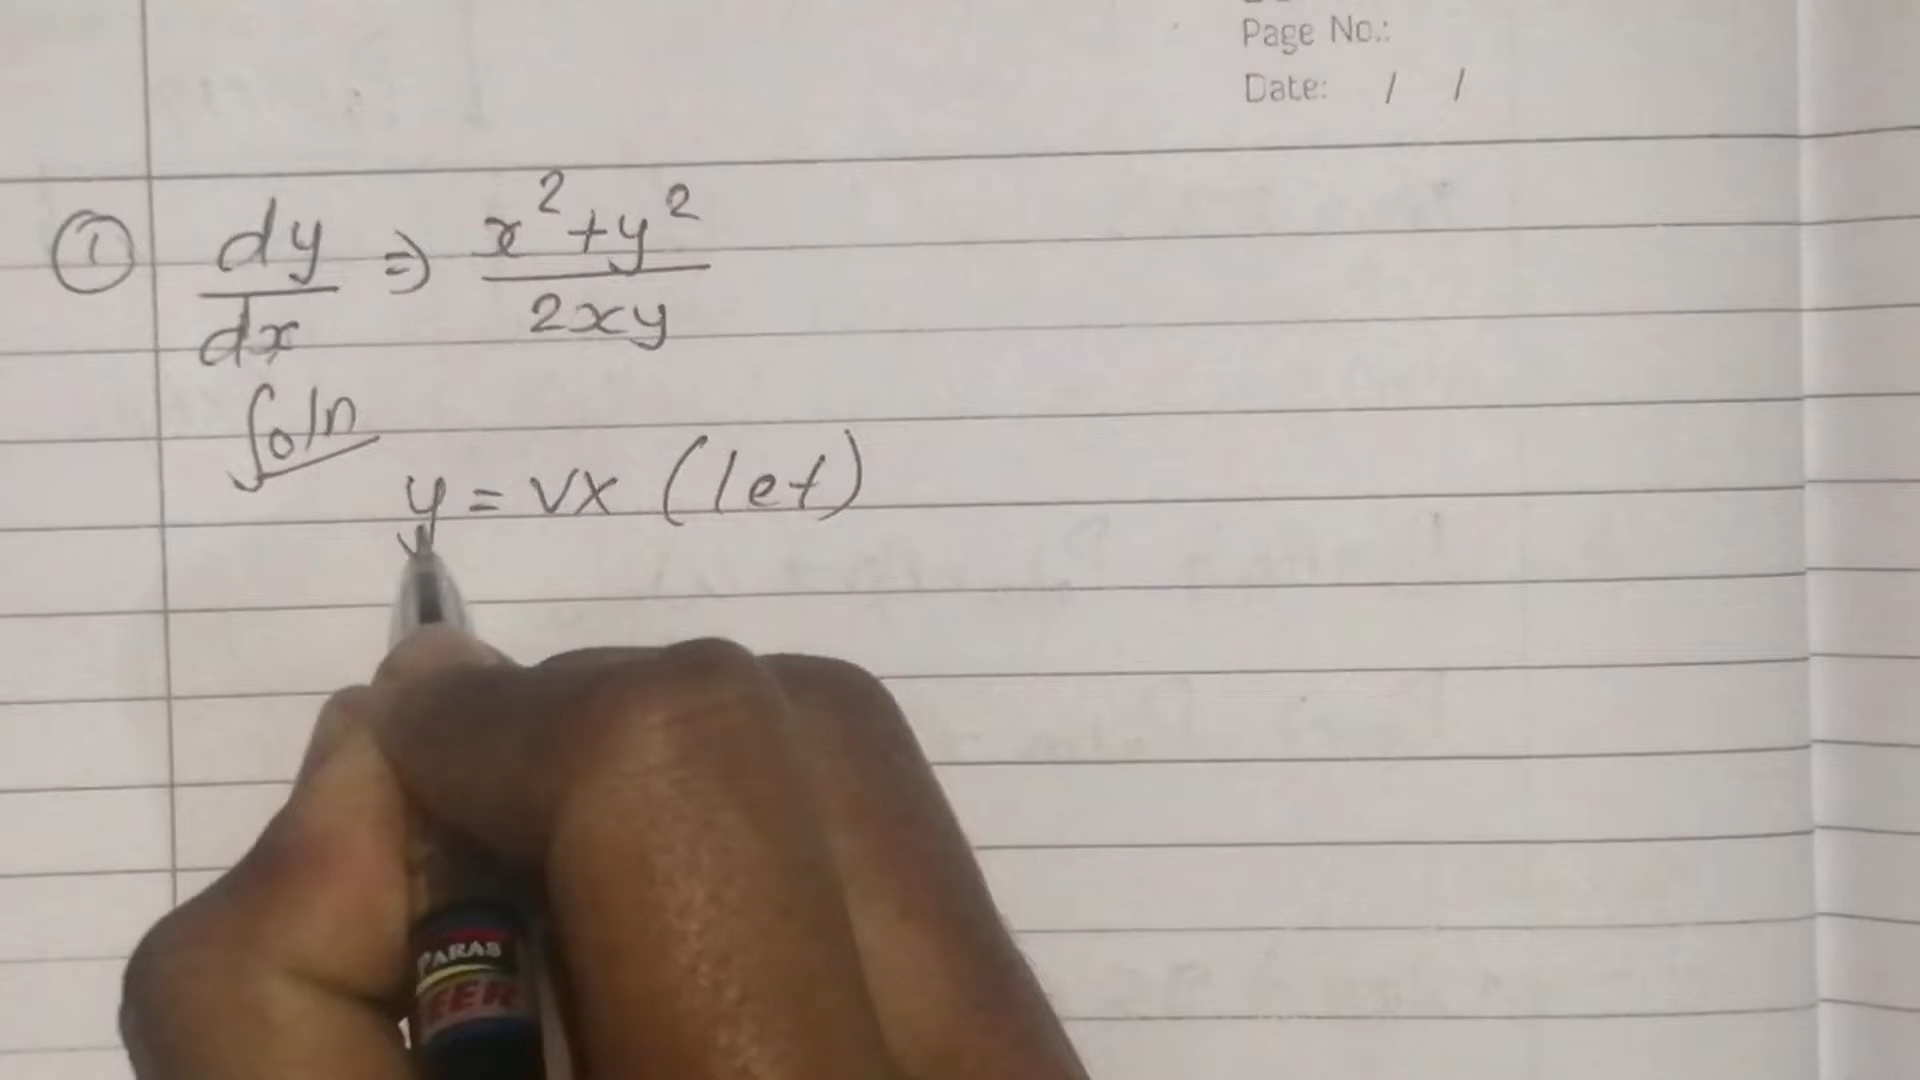 Page No.:
Date: / /
① dy/dx ⇒ x²+y²/2xy
Soln
y = vx (let)
PARAS